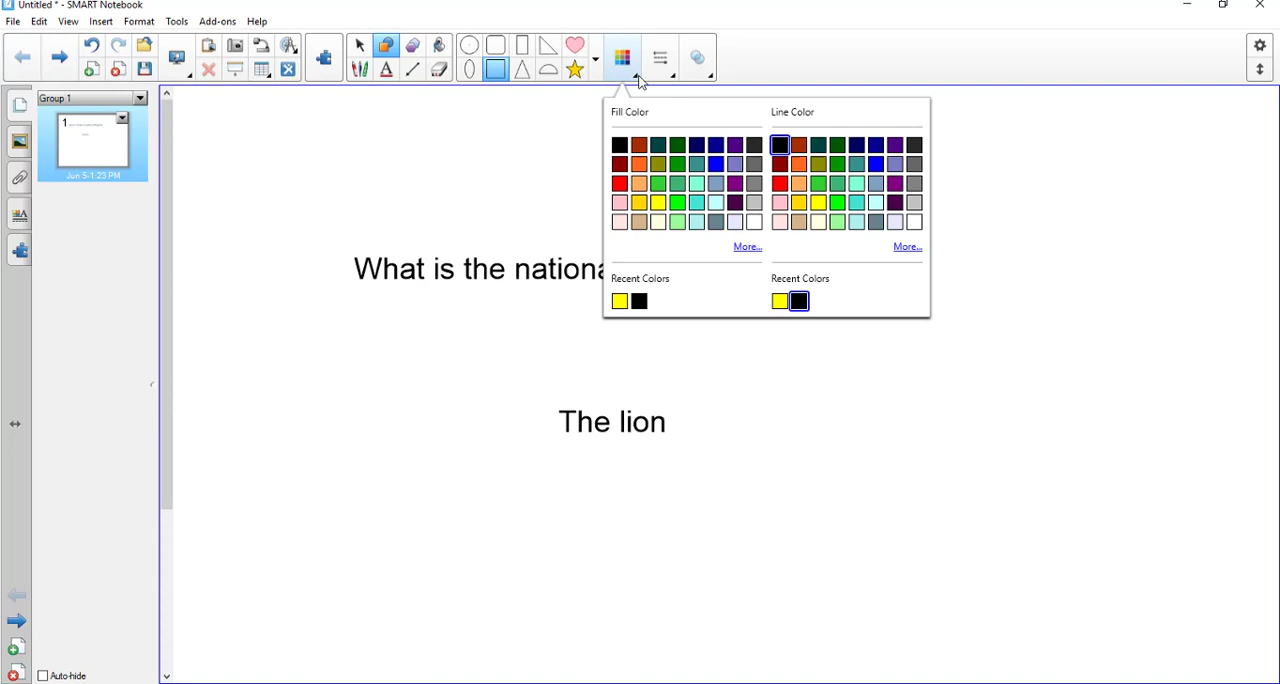 Untitled * - SMART Notebook
File Edit View Insert Format Tools Add-ons Help
Group 1
1
Jun 5-1:23 PM
Fill Color Line Color
More... More...
Recent Colors Recent Colors
What is the nationa
The lion
Auto-hide